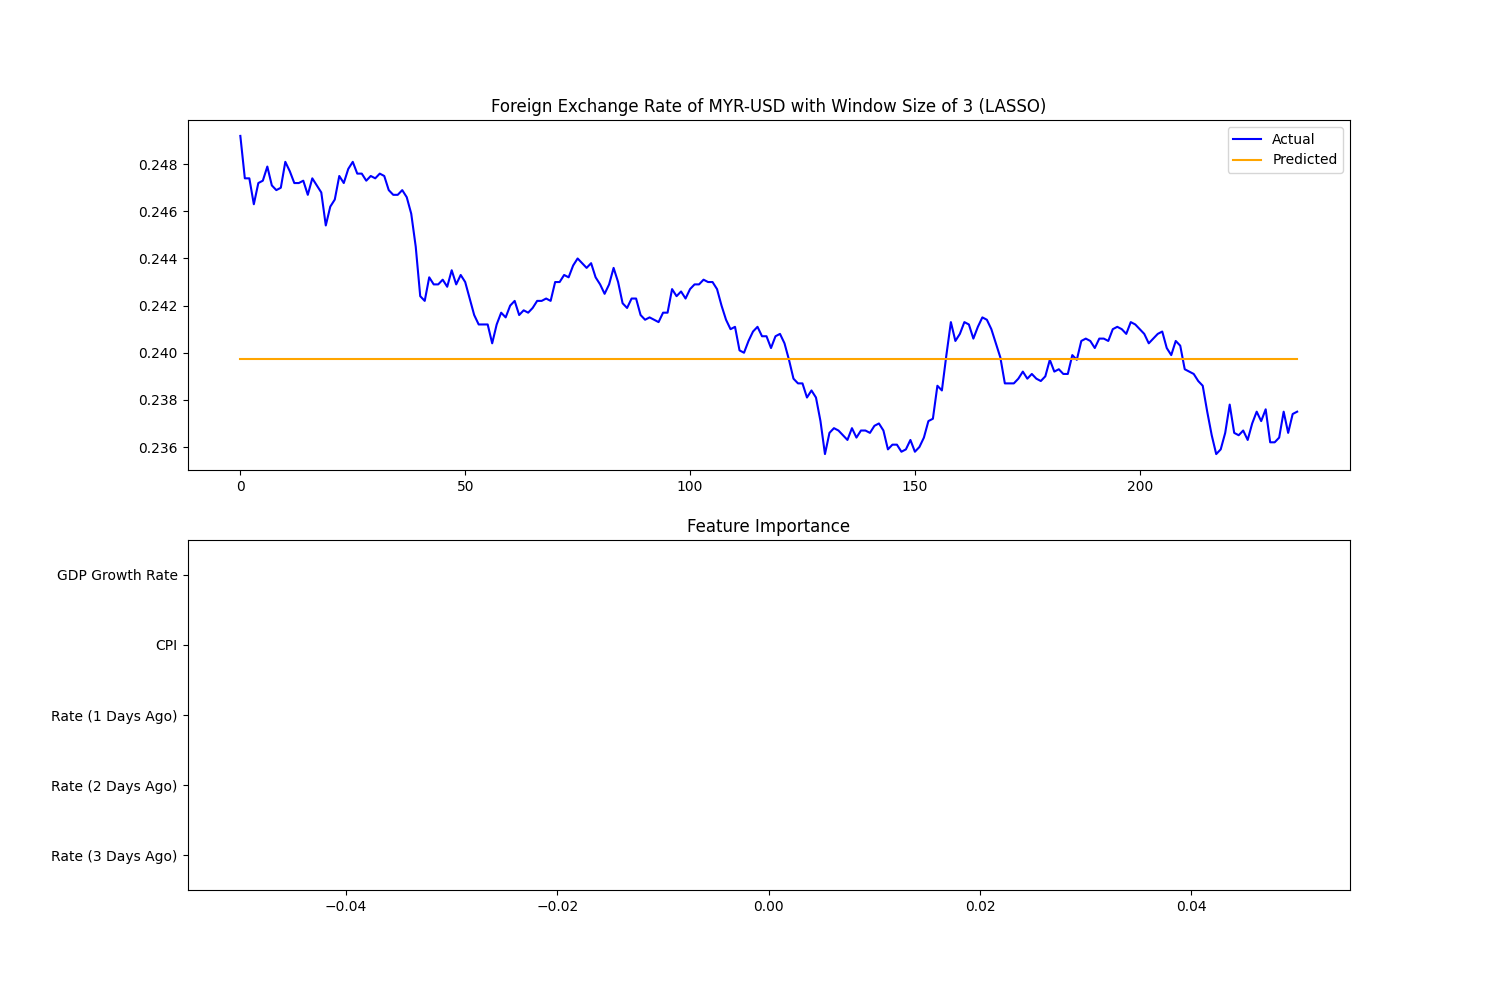 Foreign Exchange Rate of MYR-USD with Window Size of 3 (LASSO)
Actual
Predicted
0.248
0.246
0.244
0.242
0.240
0.238
0.236
0 50 100 150 200
Feature Importance
GDP Growth Rate
CPI
Rate (1 Days Ago)
Rate (2 Days Ago)
Rate (3 Days Ago)
−0.04 −0.02 0.00 0.02 0.04